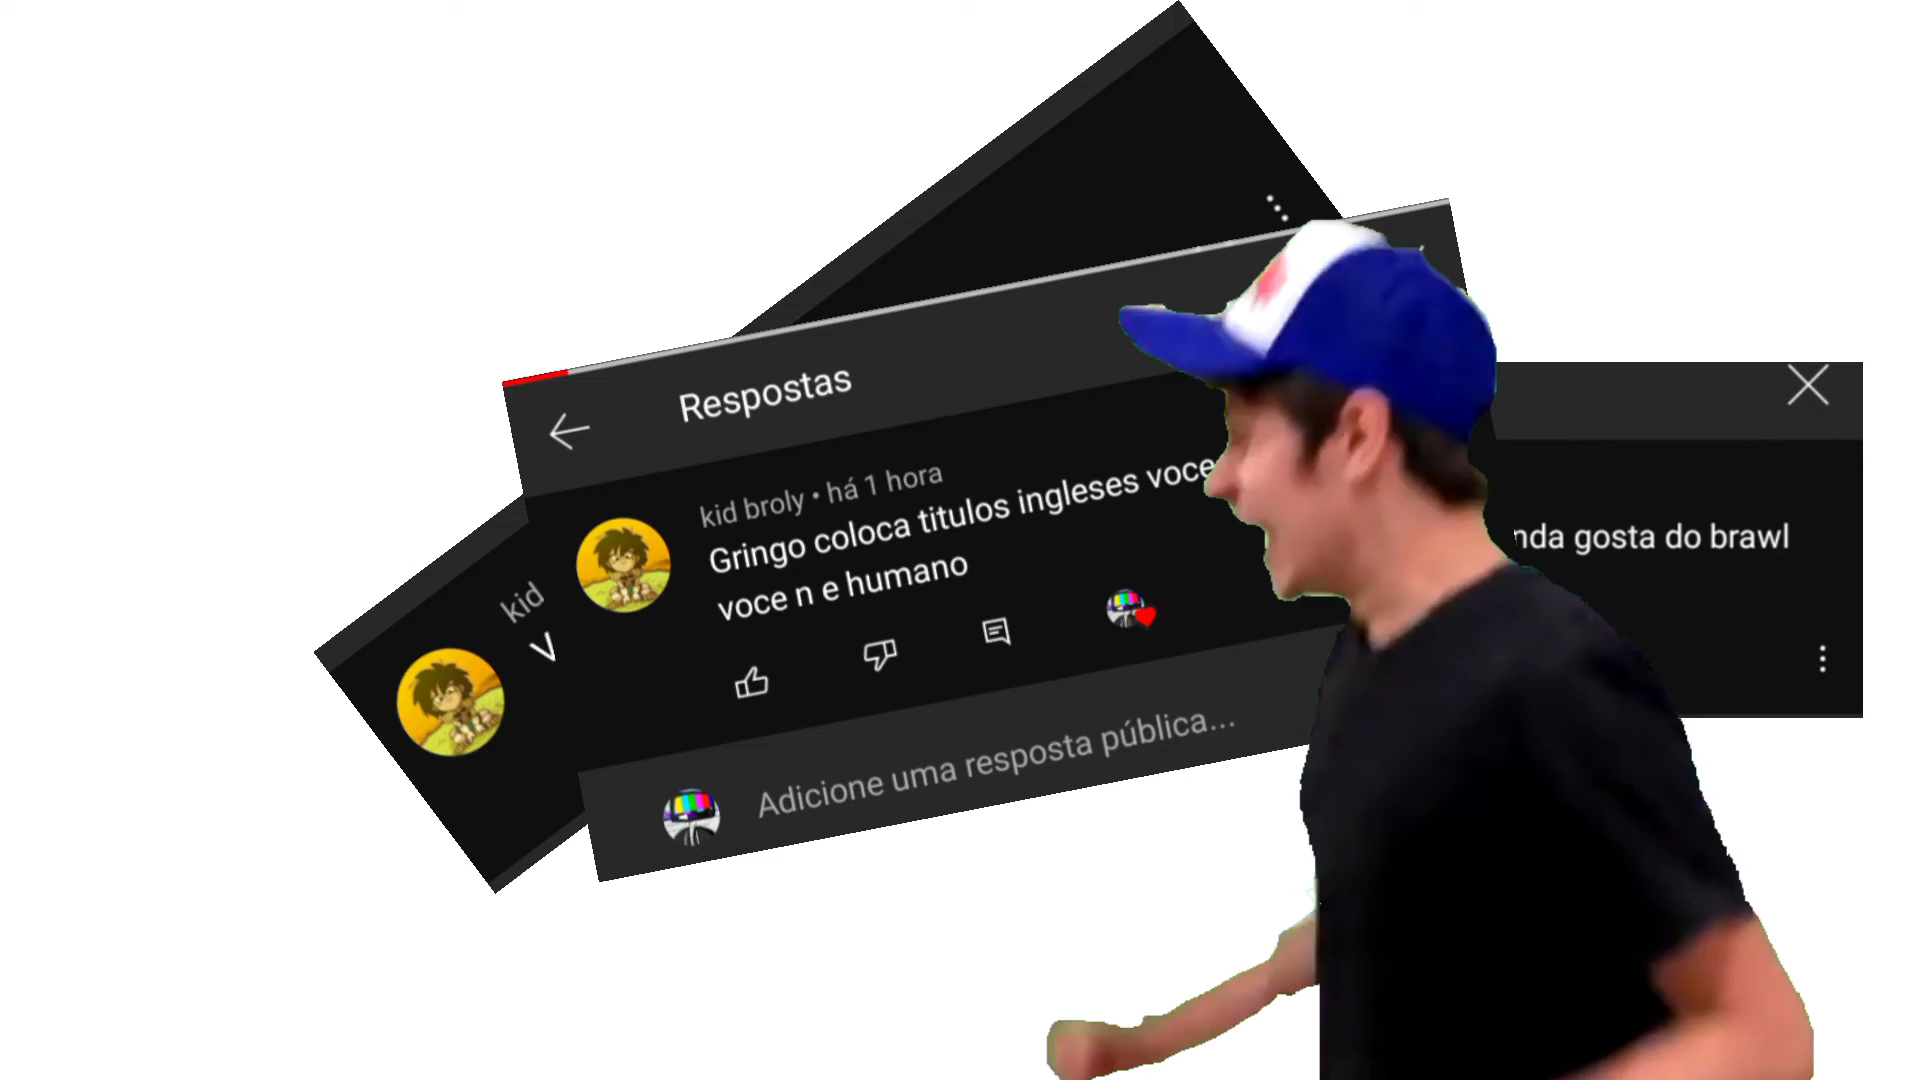 Respostas
kid broly • há 1 hora
Gringo coloca titulos ingleses voce
voce n e humano
Adicione uma resposta pública...
kid
V
gosta do brawl